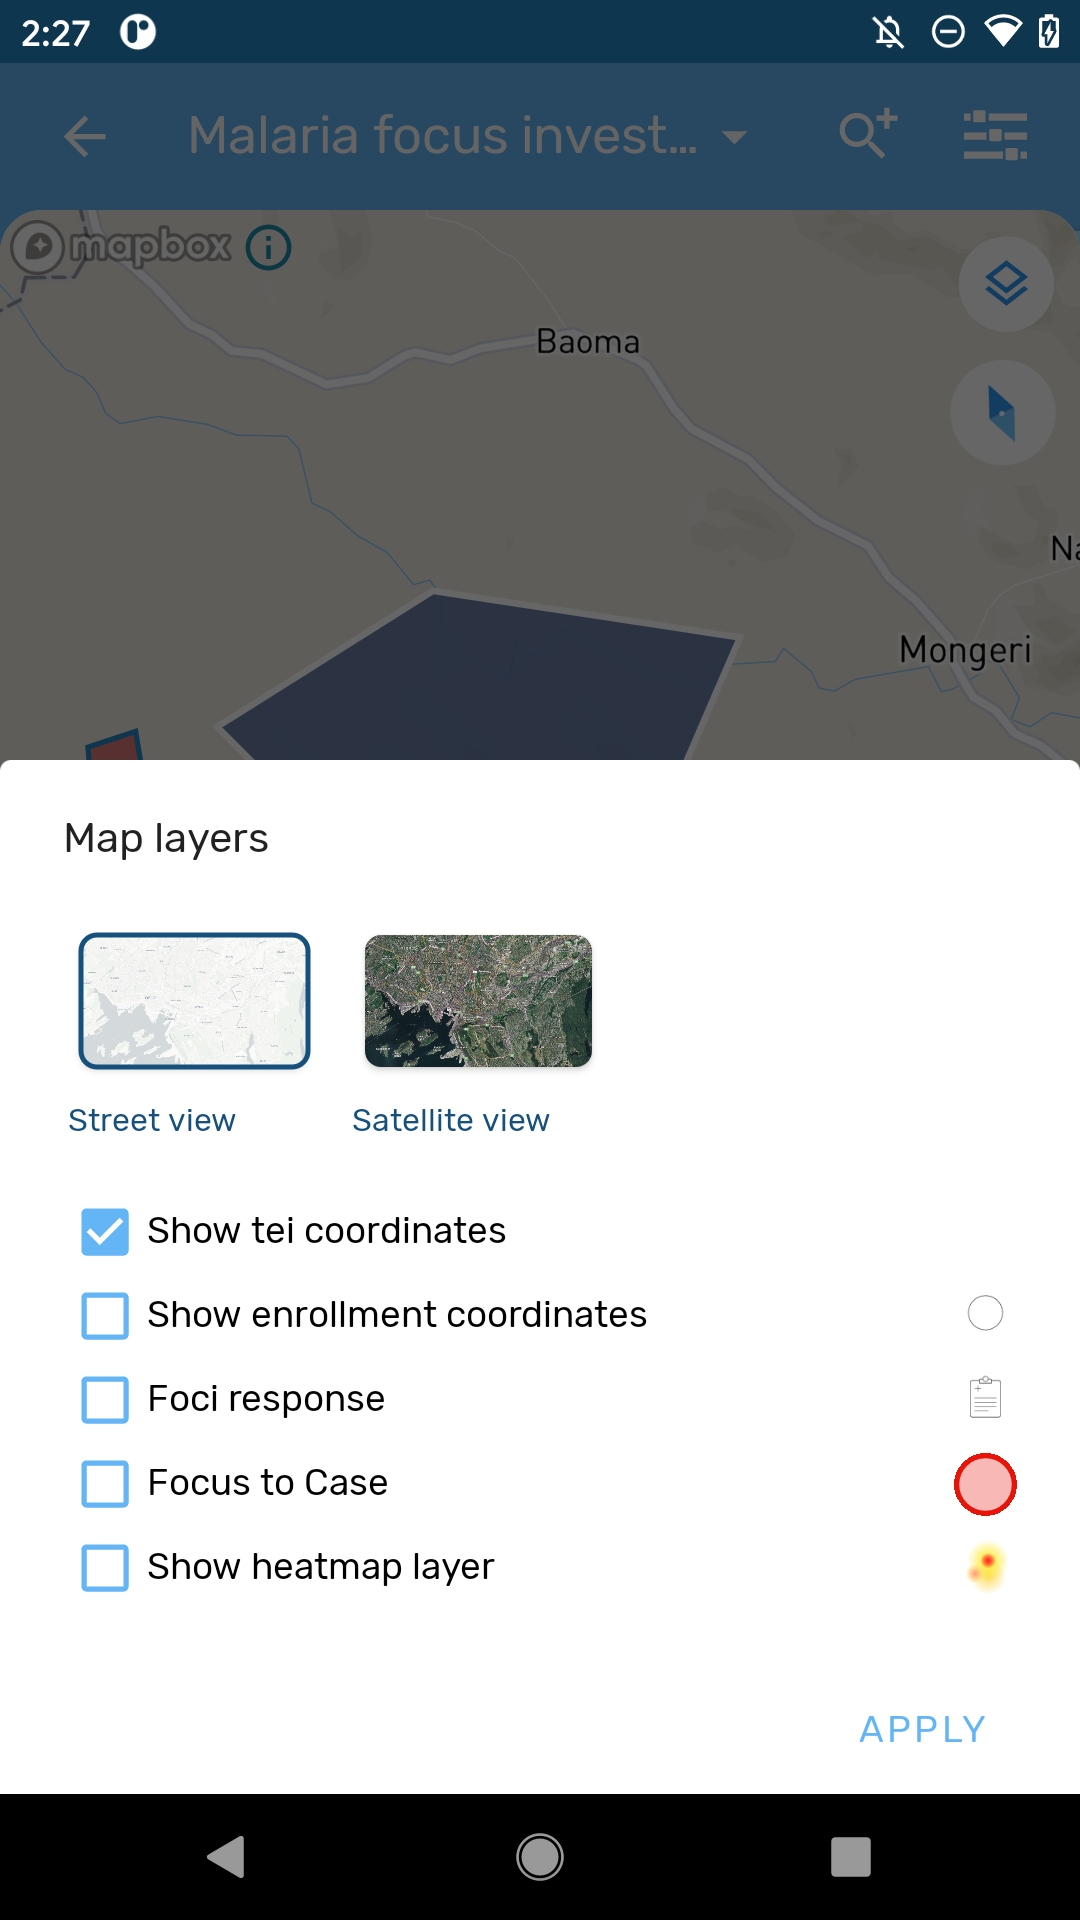 2:27
Malaria focus invest...
mapbox
Baoma
Na
Mongeri
Map layers
Street view
Satellite view
Show tei coordinates
Show enrollment coordinates
Foci response
Focus to Case
Show heatmap layer
APPLY